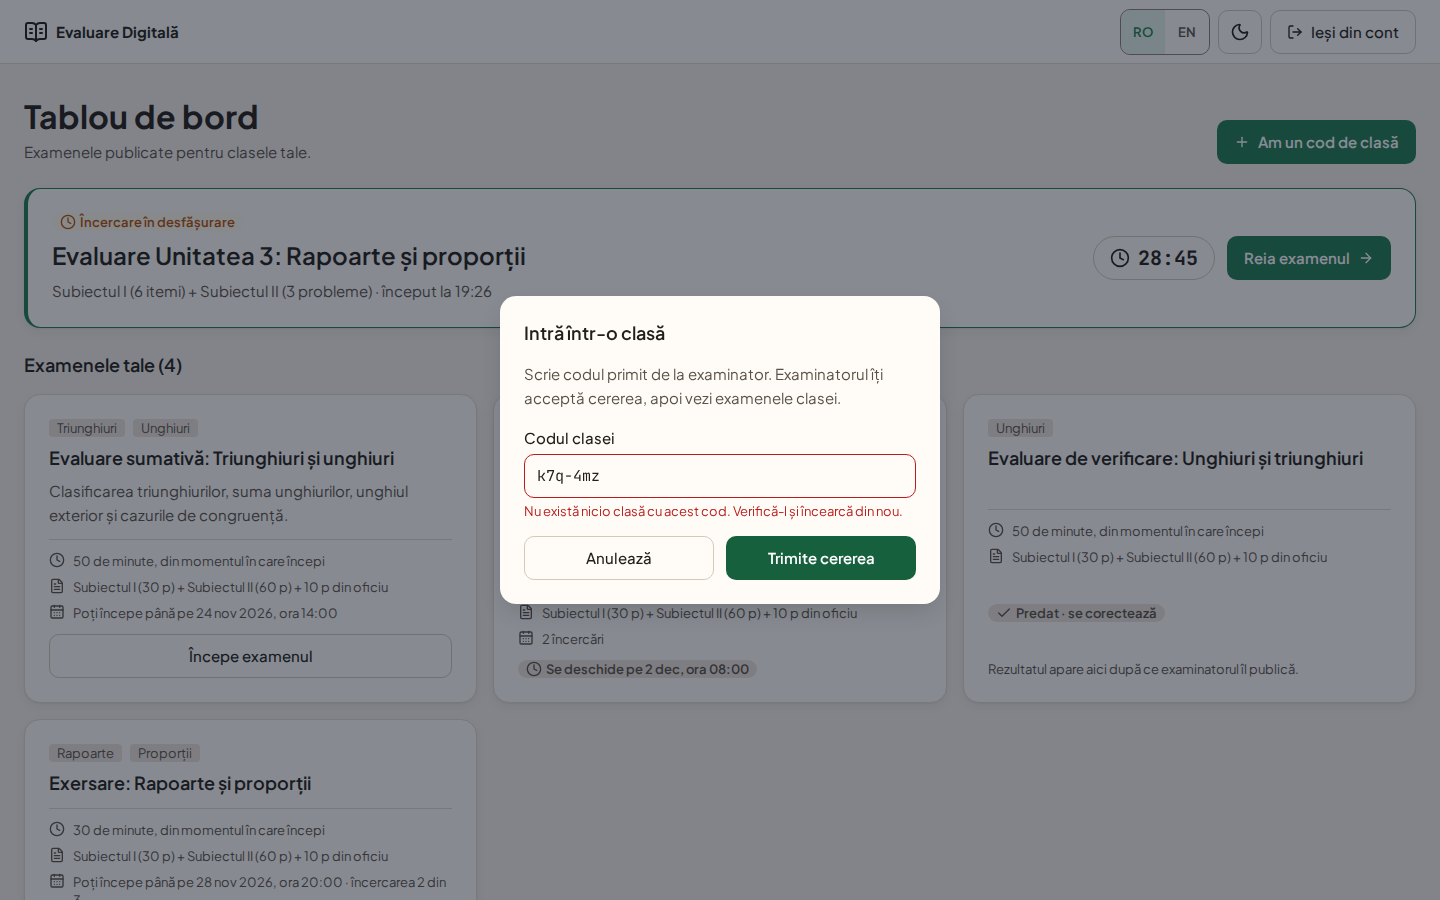 Evaluare Digitală
RO
EN
Ieși din cont
Tablou de bord
Examenele publicate pentru clasele tale.
Am un cod de clasă
Încercare în desfășurare
Evaluare Unitatea 3: Rapoarte și proporții
Subiectul I (6 itemi) + Subiectul II (3 probleme) · început la 19:26
28:45
Reia examenul
Intră într-o clasă
Scrie codul primit de la examinator. Examinatorul îți
acceptă cererea, apoi vezi examenele clasei.
Codul clasei
k7q-4mz
Nu există nicio clasă cu acest cod. Verifică-l și încearcă din nou.
Anulează
Trimite cererea
Examenele tale (4)
Triunghiuri
Unghiuri
Evaluare sumativă: Triunghiuri și unghiuri
Clasificarea triunghiurilor, suma unghiurilor, unghiul
exterior și cazurile de congruență.
50 de minute, din momentul în care începi
Subiectul I (30 p) + Subiectul II (60 p) + 10 p din oficiu
Poți începe până pe 24 nov 2026, ora 14:00
Începe examenul
Subiectul I (30 p) + Subiectul II (60 p) + 10 p din oficiu
2 încercări
Se deschide pe 2 dec, ora 08:00
Unghiuri
Evaluare de verificare: Unghiuri și triunghiuri
50 de minute, din momentul în care începi
Subiectul I (30 p) + Subiectul II (60 p) + 10 p din oficiu
Predat · se corectează
Rezultatul apare aici după ce examinatorul îl publică.
Rapoarte
Proporții
Exersare: Rapoarte și proporții
30 de minute, din momentul în care începi
Subiectul I (30 p) + Subiectul II (60 p) + 10 p din oficiu
Poți începe până pe 28 nov 2026, ora 20:00 · încercarea 2 din